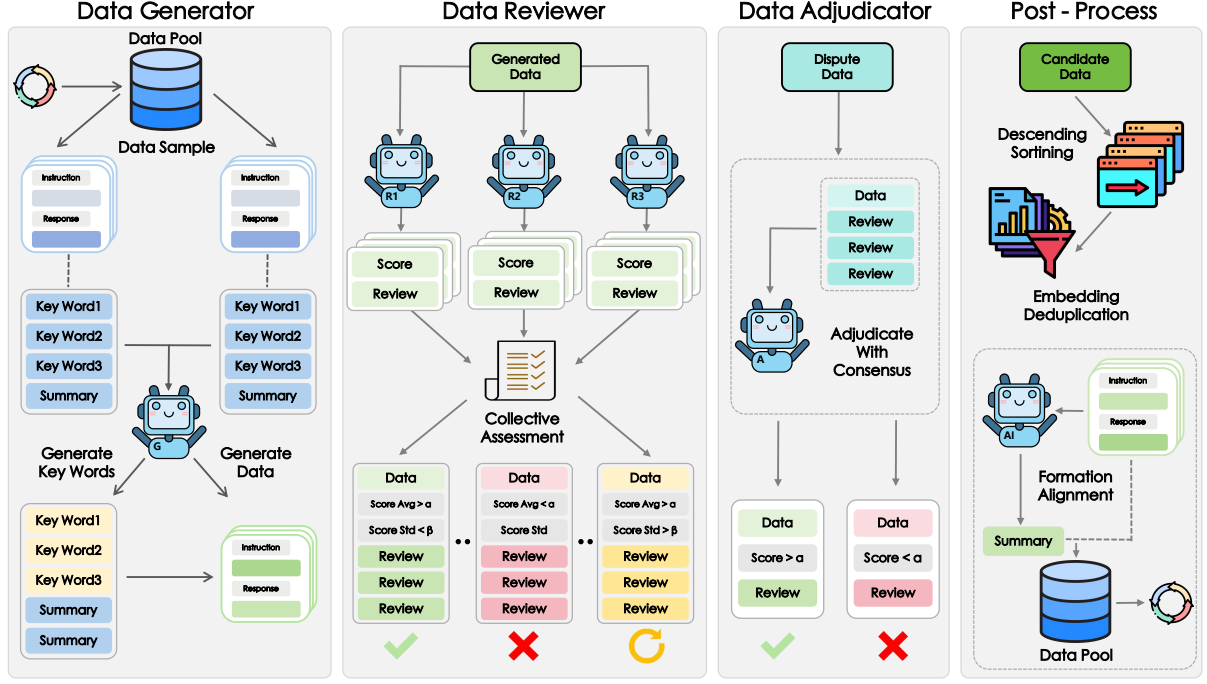 Data Generator
Data Pool
Data Sample
Instruction
Response
Instruction
Response
Key Word1
Key Word2
Key Word3
Summary
Key Word1
Key Word2
Key Word3
Summary
G
Generate
Key Words
Generate
Data
Key Word1
Key Word2
Key Word3
Summary
Summary
Instruction
Response
Data Reviewer
Generated
Data
R1
R2
R3
Score
Review
Score
Review
Score
Review
Collective
Assessment
Data
Score Avg > α
Score Std < β
Review
Review
Review
Data
Score Avg < α
Score Std
Review
Review
Review
Data
Score Avg > α
Score Std > β
Review
Review
Review
Data Adjudicator
Dispute
Data
Data
Review
Review
Review
A
Adjudicate
With
Consensus
Data
Score > α
Review
Data
Score < α
Review
Post - Process
Candidate
Data
Descending
Sortining
Embedding
Deduplication
AI
Instruction
Response
Formation
Alignment
Summary
Data Pool